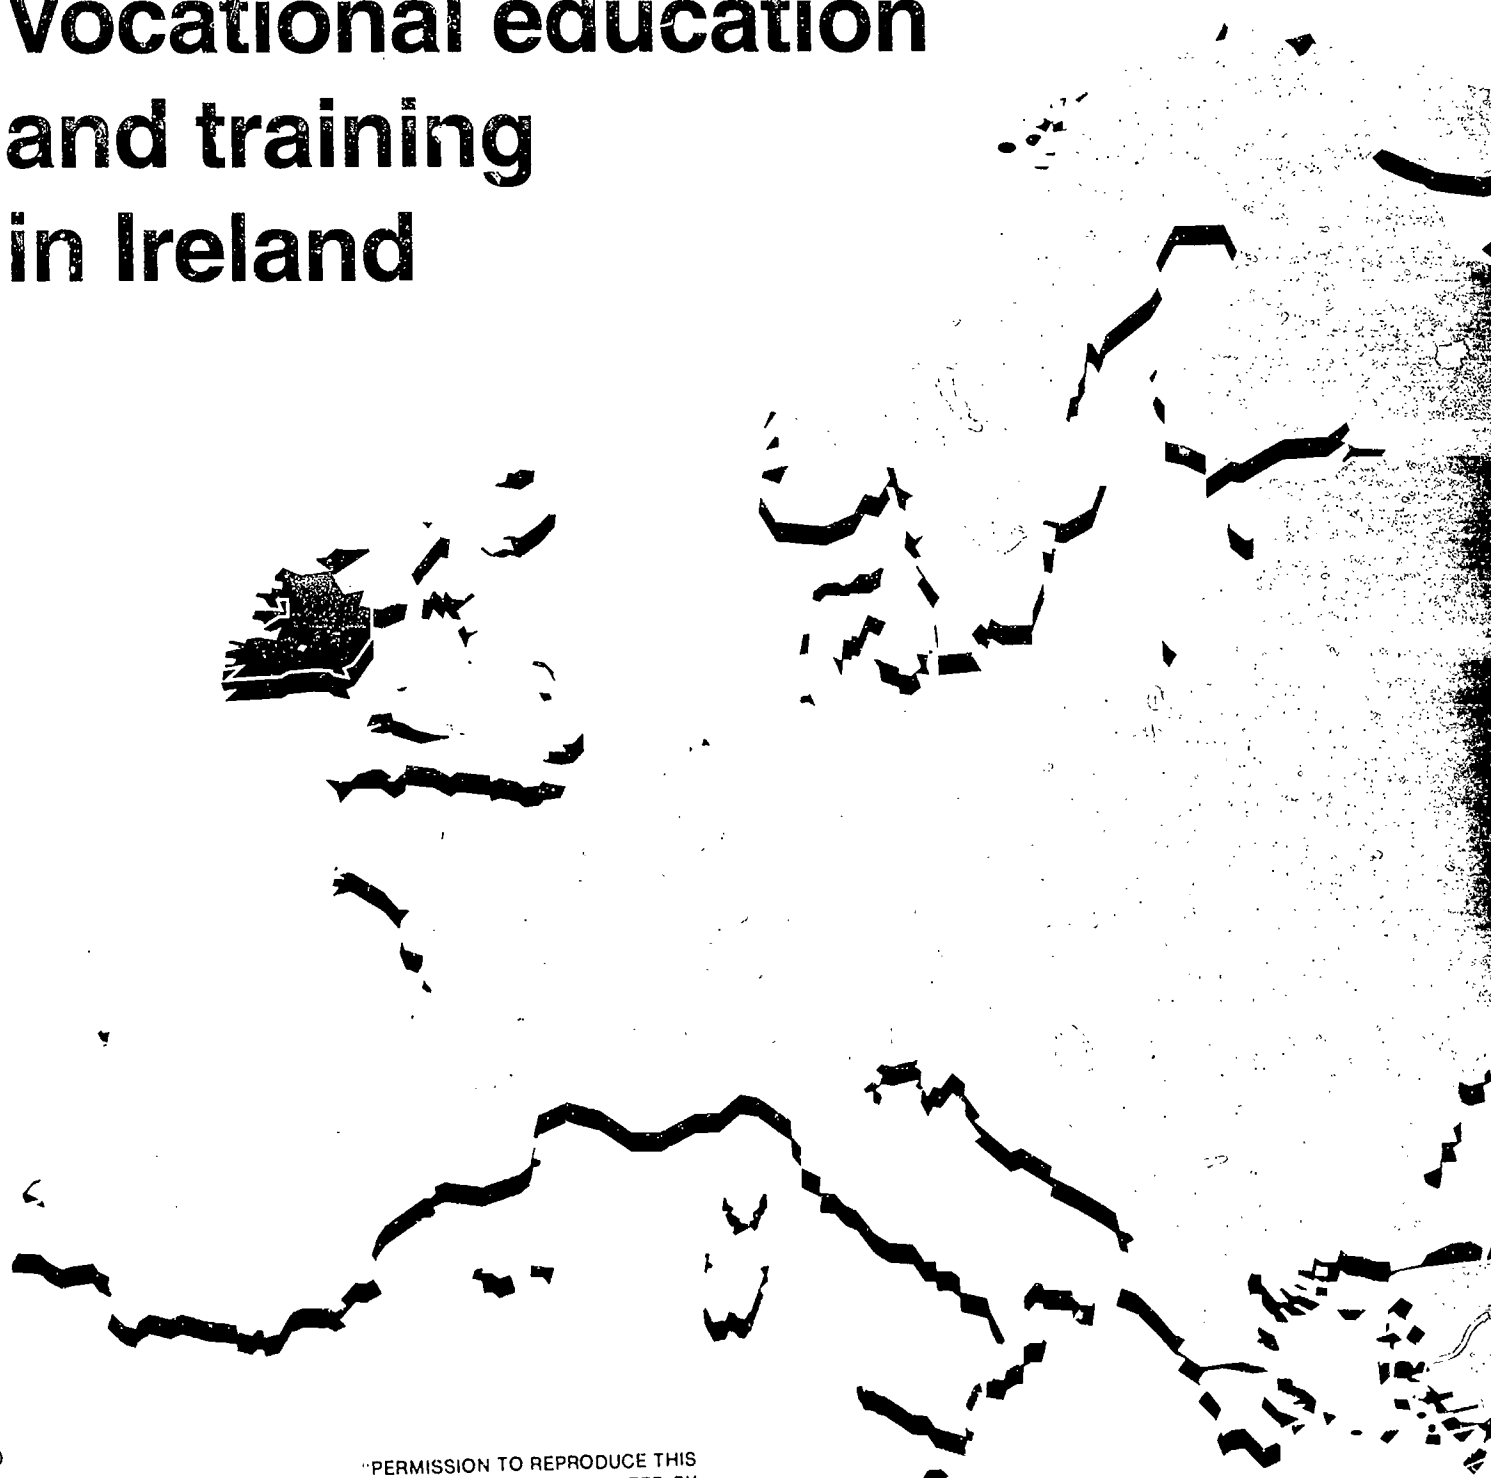 Vocational education
and training
in Ireland
"PERMISSION TO REPRODUCE THIS